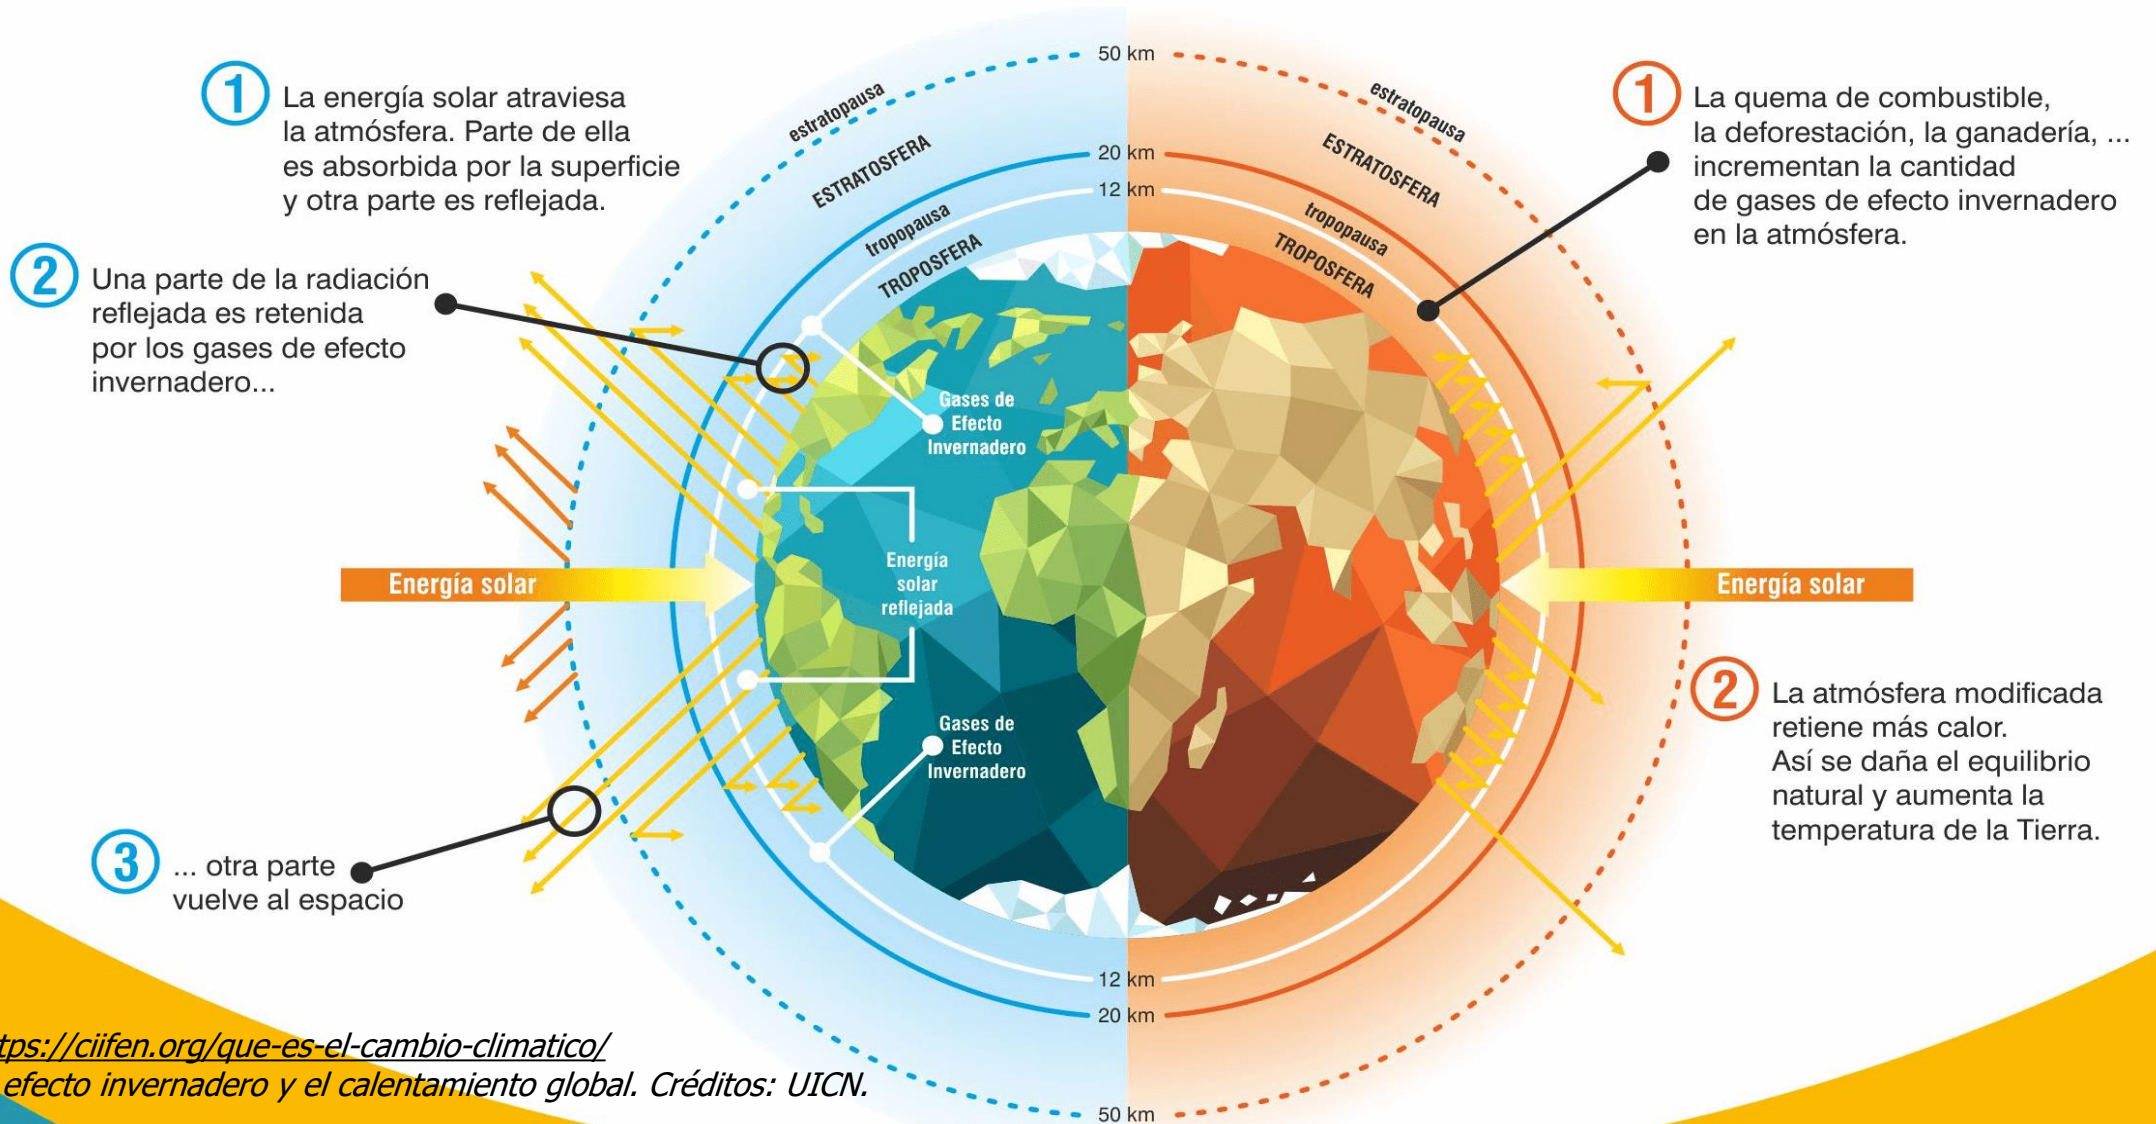 1
La energía solar atraviesa
la atmósfera. Parte de ella
es absorbida por la superficie
y otra parte es reflejada.
2
Una parte de la radiación
reflejada es retenida
por los gases de efecto
invernadero...
3
... otra parte
vuelve al espacio
Energía solar
50 km
20 km
12 km
estratopausa
ESTRATOSFERA
tropopausa
TROPOSFERA
Gases de
Efecto
Invernadero
Energía
solar
reflejada
Gases de
Efecto
Invernadero
12 km
20 km
50 km
estratopausa
ESTRATOSFERA
tropopausa
TROPOSFERA
1
La quema de combustible,
la deforestación, la ganadería, ...
incrementan la cantidad
de gases de efecto invernadero
en la atmósfera.
Energía solar
2
La atmósfera modificada
retiene más calor.
Así se daña el equilibrio
natural y aumenta la
temperatura de la Tierra.
tps://ciifen.org/que-es-el-cambio-climatico/
efecto invernadero y el calentamiento global. Créditos: UICN.